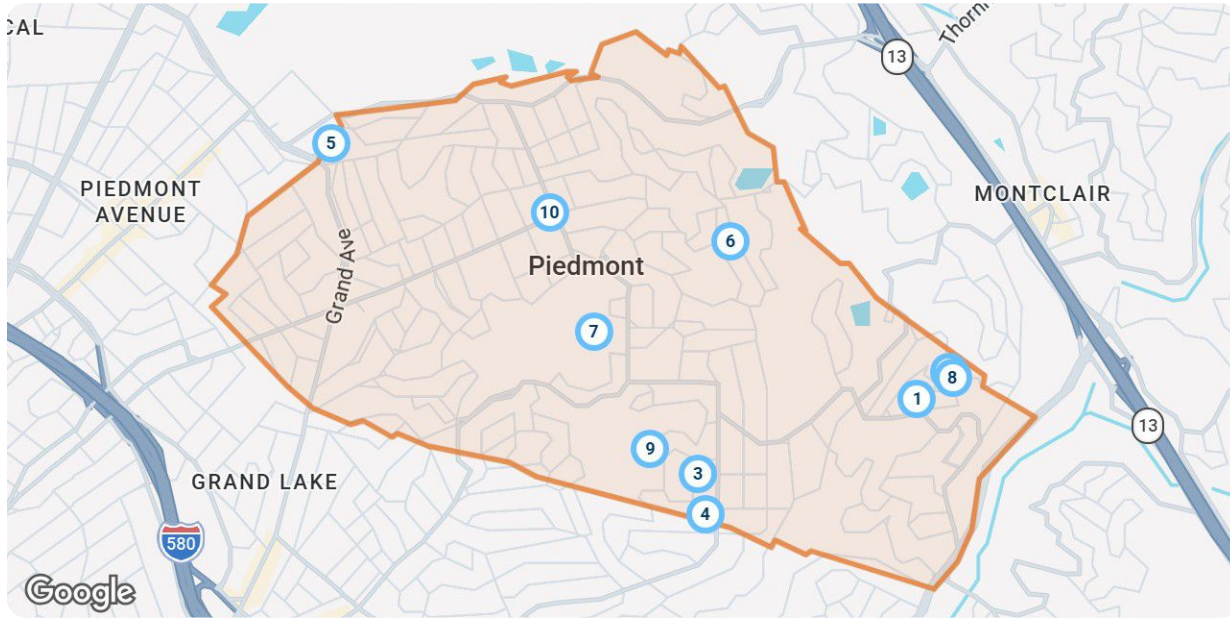 CAL
Thorn
13
5
PIEDMONT
AVENUE
MONTCLAIR
10
6
Grand Ave
Piedmont
7
8
1
13
9
GRAND LAKE
3
4
580
Google